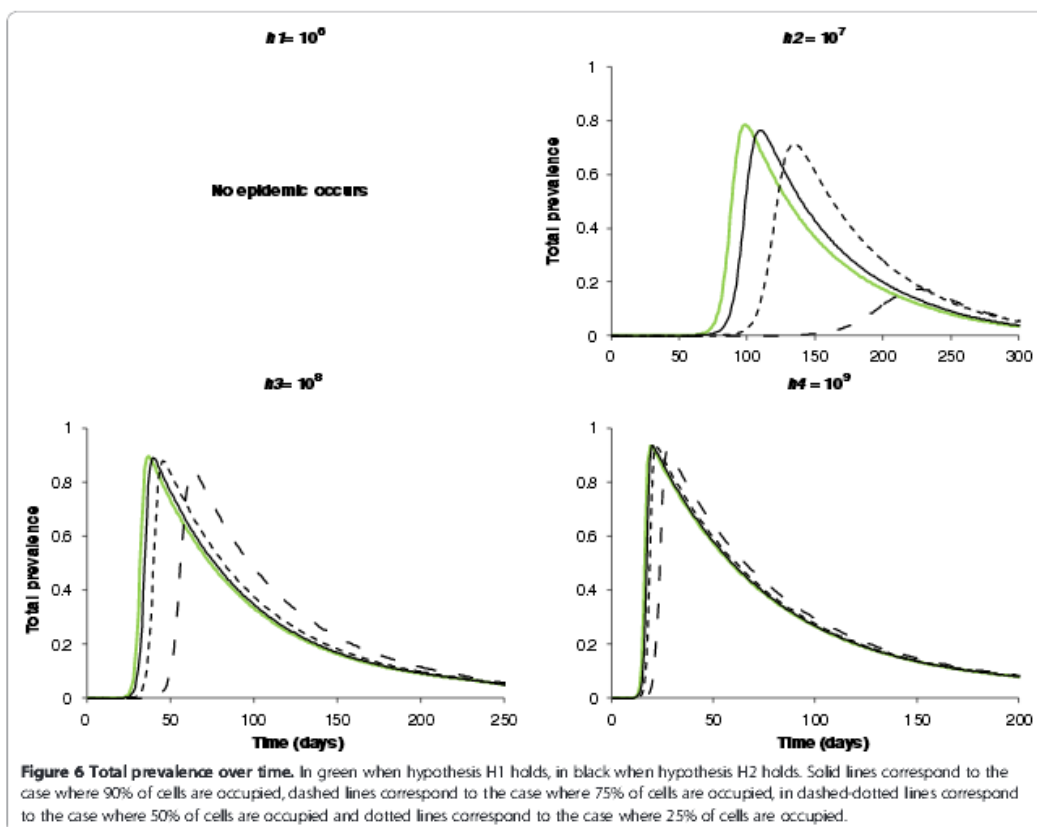 h1= 10⁶
h2 = 10⁷
No epidemic occurs
Total prevalence
1
0.8
0.6
0.4
0.2
0
0 50 100 150 200 250 300
h3= 10⁸
h4 = 10⁹
Total prevalence
1
0.8
0.6
0.4
0.2
0
0 50 100 150 200 250
Time (days)
1
0.8
0.6
0.4
0.2
0
0 50 100 150 200
Time (days)
Figure 6 Total prevalence over time. In green when hypothesis H1 holds, in black when hypothesis H2 holds. Solid lines correspond to the
case where 90% of cells are occupied, dashed lines correspond to the case where 75% of cells are occupied, in dashed-dotted lines correspond
to the case where 50% of cells are occupied and dotted lines correspond to the case where 25% of cells are occupied.